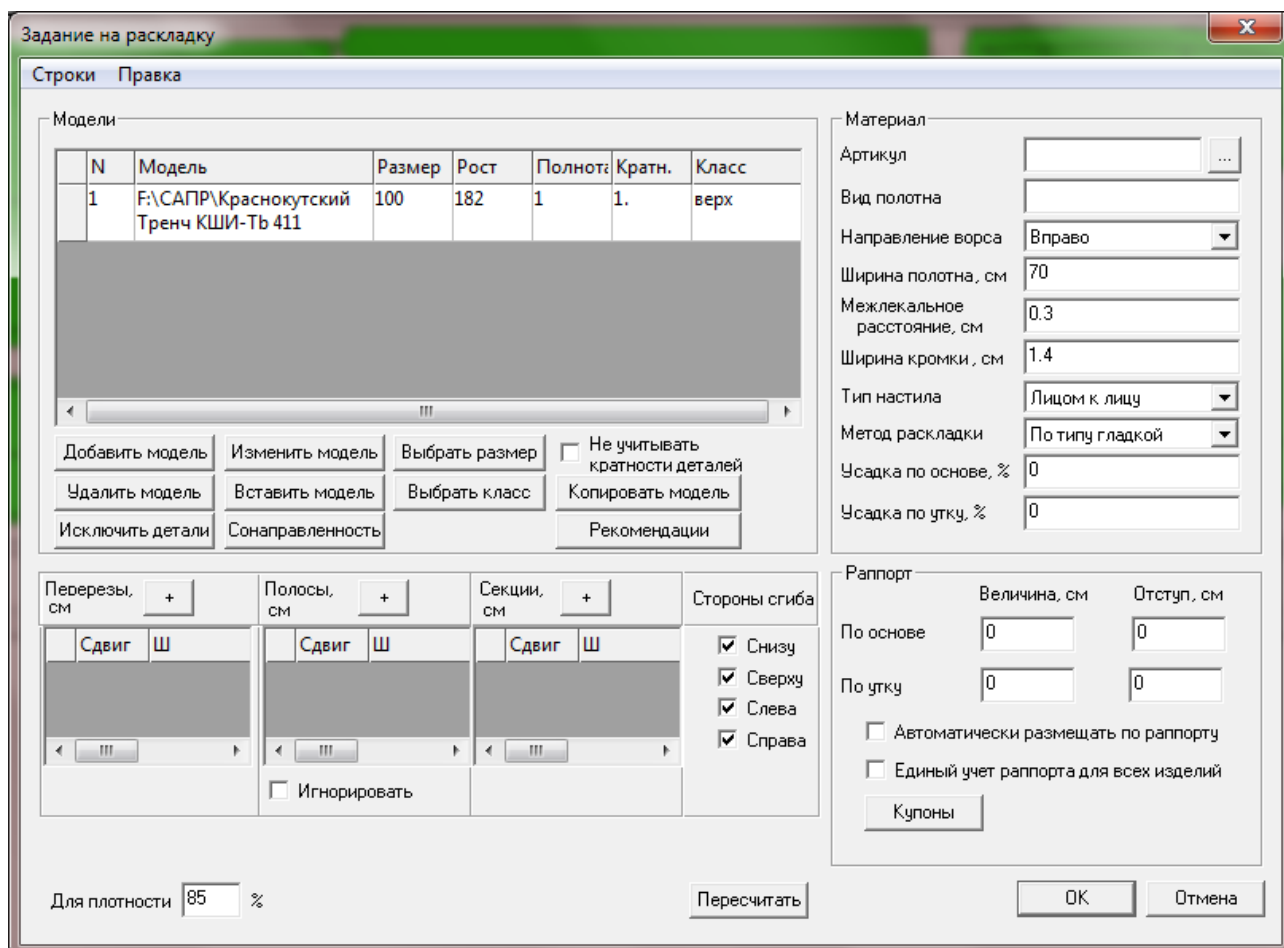 Задание на раскладку
Строки Правка
Модели
N Модель Размер Рост Полнота Кратн. Класс
1 F:\САПР\Краснокутский 100 182 1 1. верх
Тренч КШИ-Tb 411
Добавить модель Изменить модель Выбрать размер Не учитывать
кратности деталей
Удалить модель Вставить модель Выбрать класс Копировать модель
Исключить детали Сонаправленность Рекомендации
Материал
Артикул ...
Вид полотна
Направление ворса Вправо
Ширина полотна, см 70
Межлекальное
расстояние, см 0.3
Ширина кромки , см 1.4
Тип настила Лицом к лицу
Метод раскладки По типу гладкой
Усадка по основе, % 0
Усадка по утку, % 0
Перерезы,
см +
Сдвиг Ш
Полосы,
см +
Сдвиг Ш
Игнорировать
Секции,
см +
Сдвиг Ш
Стороны сгиба
Снизу
Сверху
Слева
Справа
Раппорт
Величина, см Отступ, см
По основе 0 0
По утку 0 0
Автоматически размещать по раппорту
Единый учет раппорта для всех изделий
Купоны
Для плотности 85 % Пересчитать OK Отмена